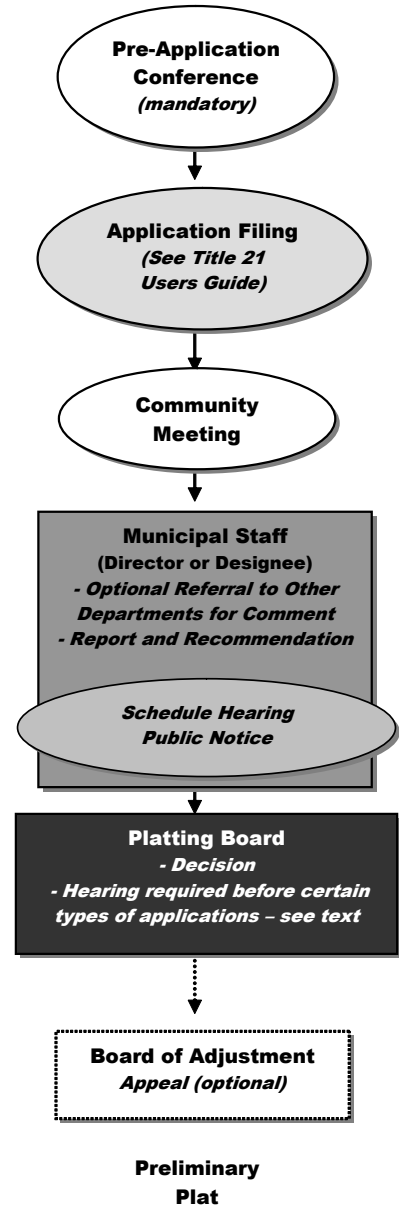 Pre-Application
Conference
(mandatory)
Application Filing
(See Title 21
Users Guide)
Community
Meeting
Municipal Staff
(Director or Designee)
- Optional Referral to Other
Departments for Comment
- Report and Recommendation
Schedule Hearing
Public Notice
Platting Board
- Decision
- Hearing required before certain
types of applications – see text
Board of Adjustment
Appeal (optional)
Preliminary
Plat